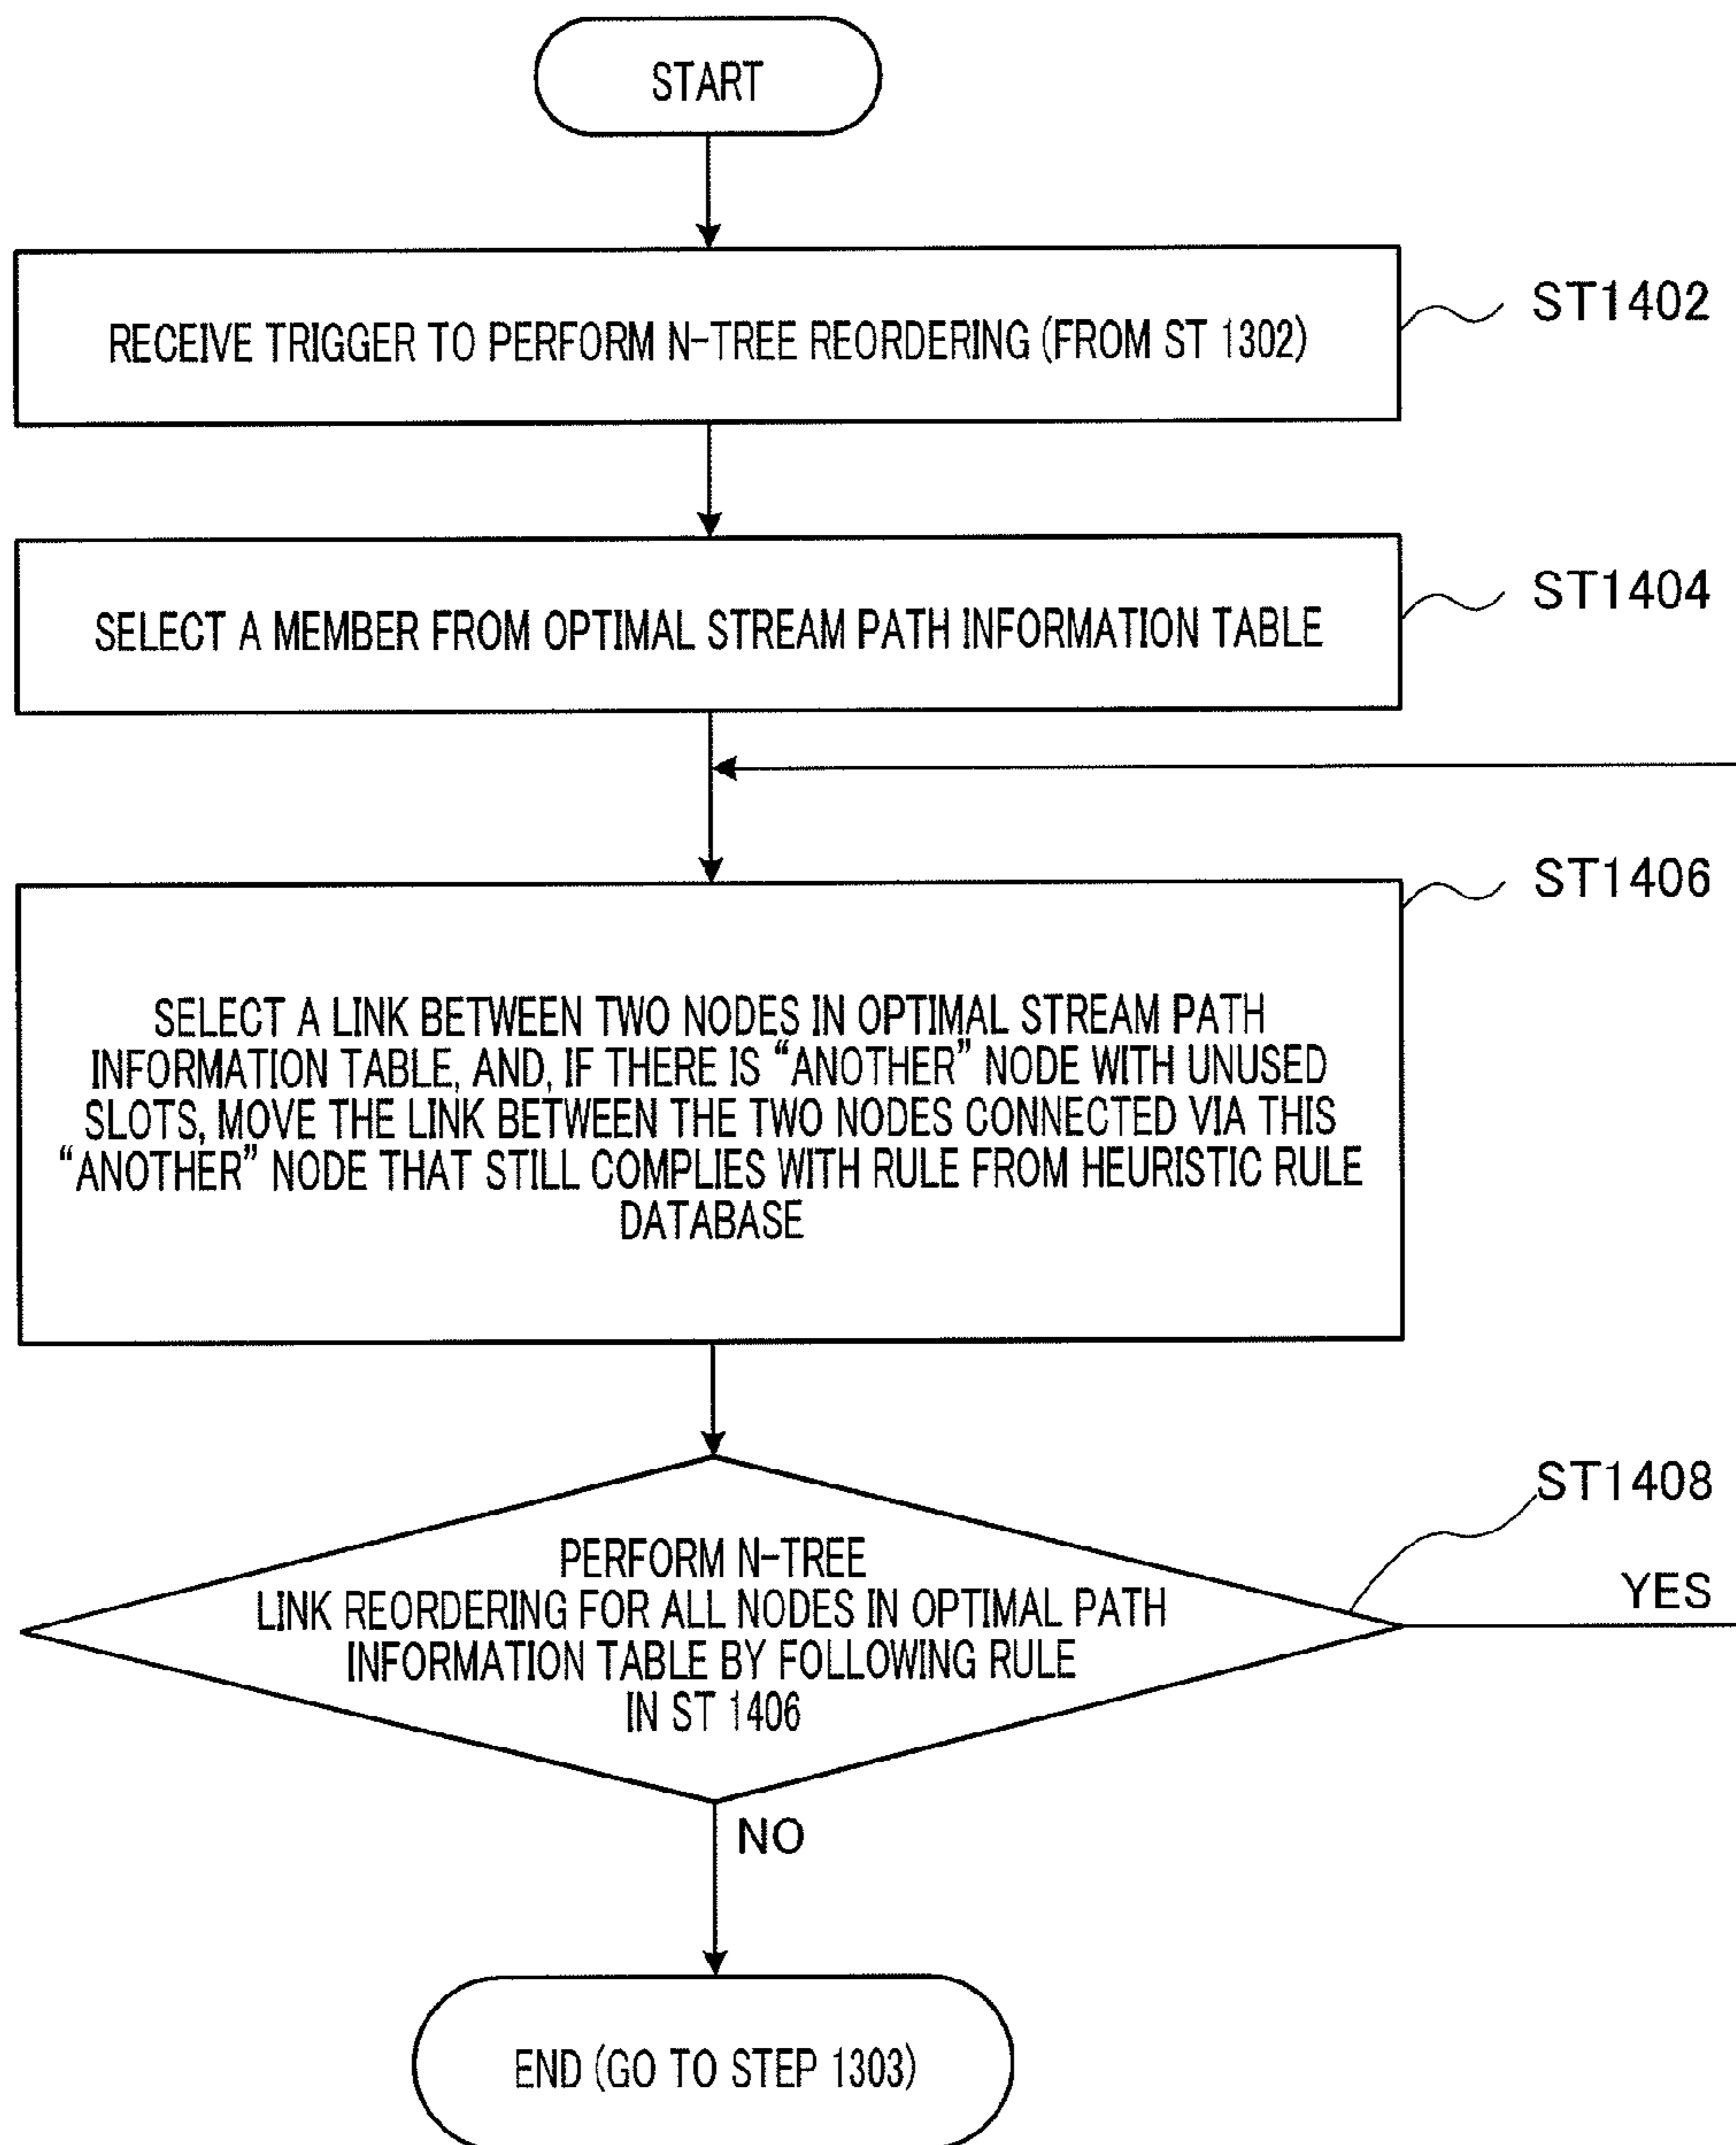 START
RECEIVE TRIGGER TO PERFORM N-TREE REORDERING (FROM ST 1302)
ST1402
SELECT A MEMBER FROM OPTIMAL STREAM PATH INFORMATION TABLE
ST1404
ST1406
SELECT A LINK BETWEEN TWO NODES IN OPTIMAL STREAM PATH
INFORMATION TABLE, AND, IF THERE IS “ANOTHER” NODE WITH UNUSED
SLOTS, MOVE THE LINK BETWEEN THE TWO NODES CONNECTED VIA THIS
“ANOTHER” NODE THAT STILL COMPLIES WITH RULE FROM HEURISTIC RULE
DATABASE
ST1408
PERFORM N-TREE
LINK REORDERING FOR ALL NODES IN OPTIMAL PATH
INFORMATION TABLE BY FOLLOWING RULE
IN ST 1406
YES
NO
END (GO TO STEP 1303)